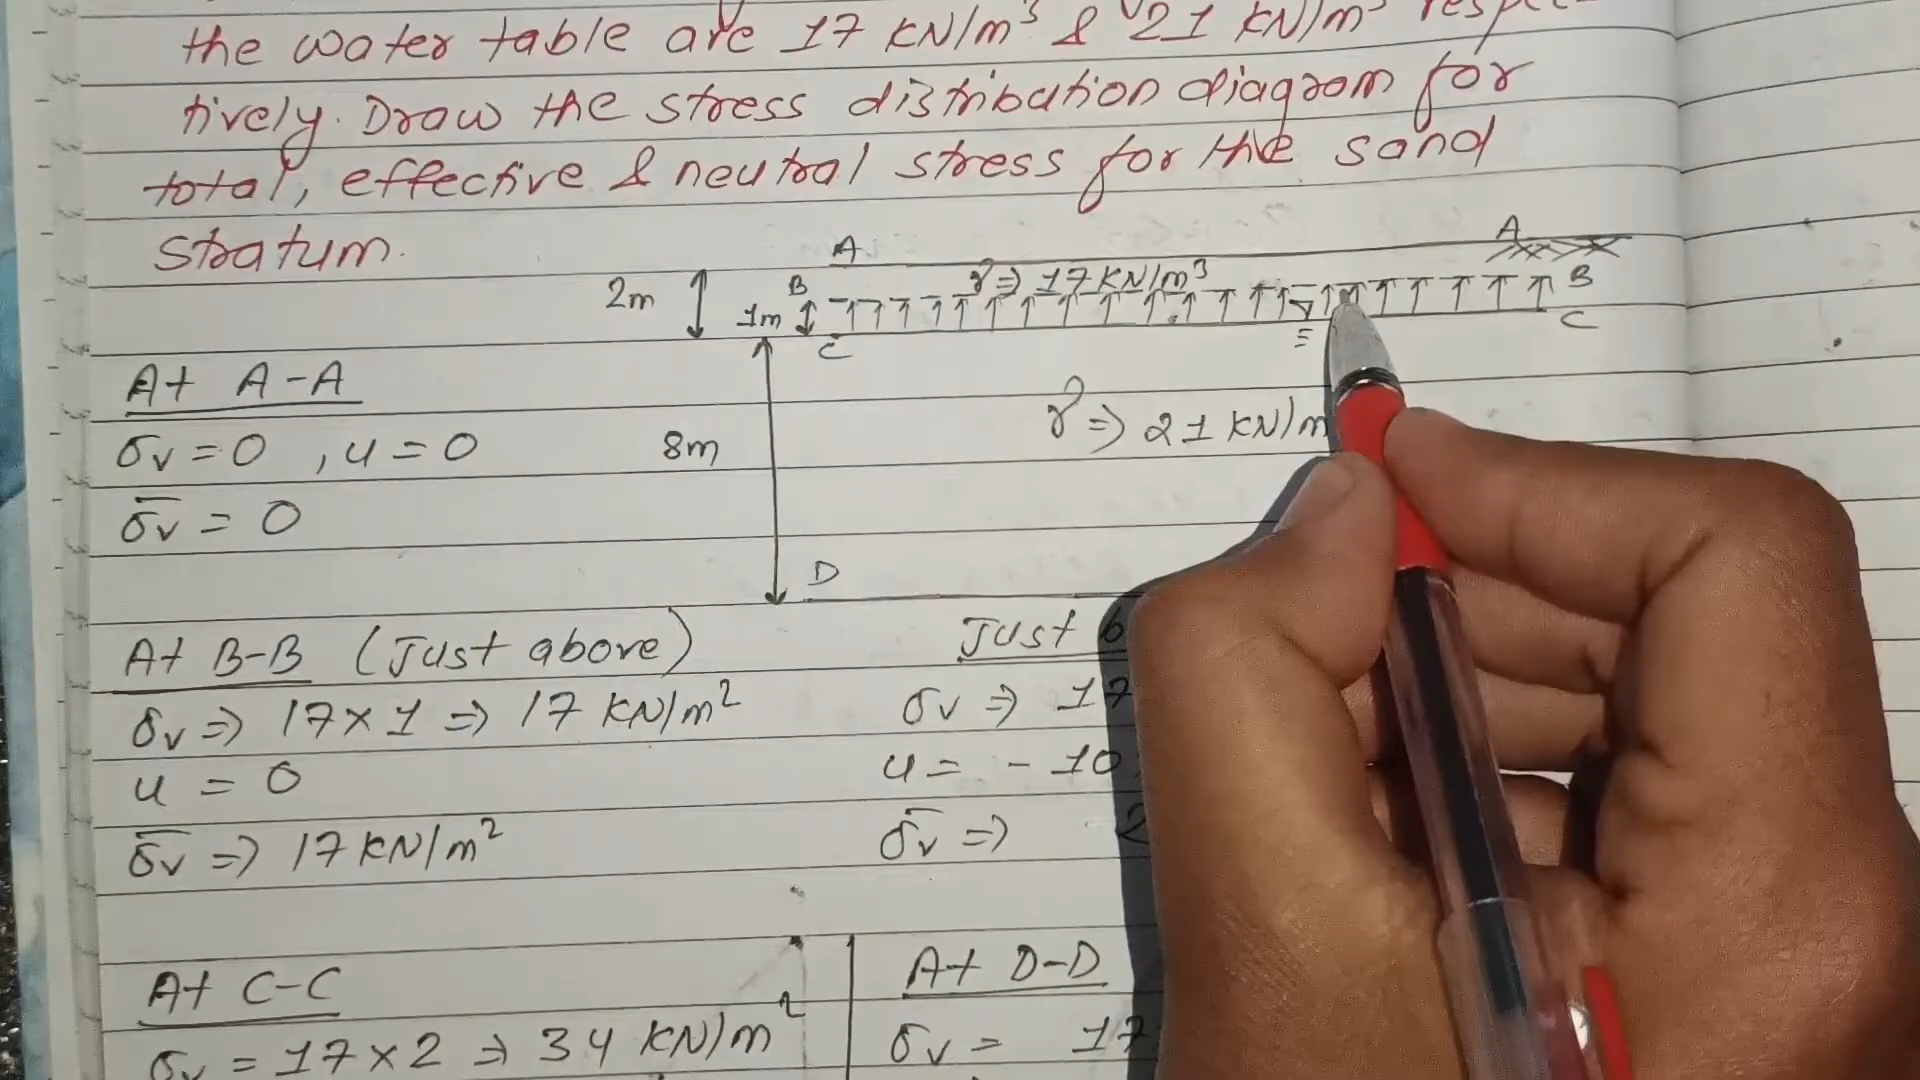 the water table are 17 KN/m³ & 21 KN/m³
tively. Draw the stress distribution diagram for
total, effective & neutral stress for the sand
stratum.
A A
2m B γ⇒ 17 KN/m³ B
1m C C
At A-A
γ⇒ 21 KN/m
σv = 0 , u = 0 8m
σ̅v = 0
D
At B-B (Just above) Just
σv ⇒ 17×1 ⇒ 17 KN/m² σv ⇒ 17
u = 0 u = - 10
σ̅v ⇒ 17 KN/m² σ̅v ⇒ 2
At C-C At D-D
σv = 17×2 ⇒ 34 KN/m² σv = 17